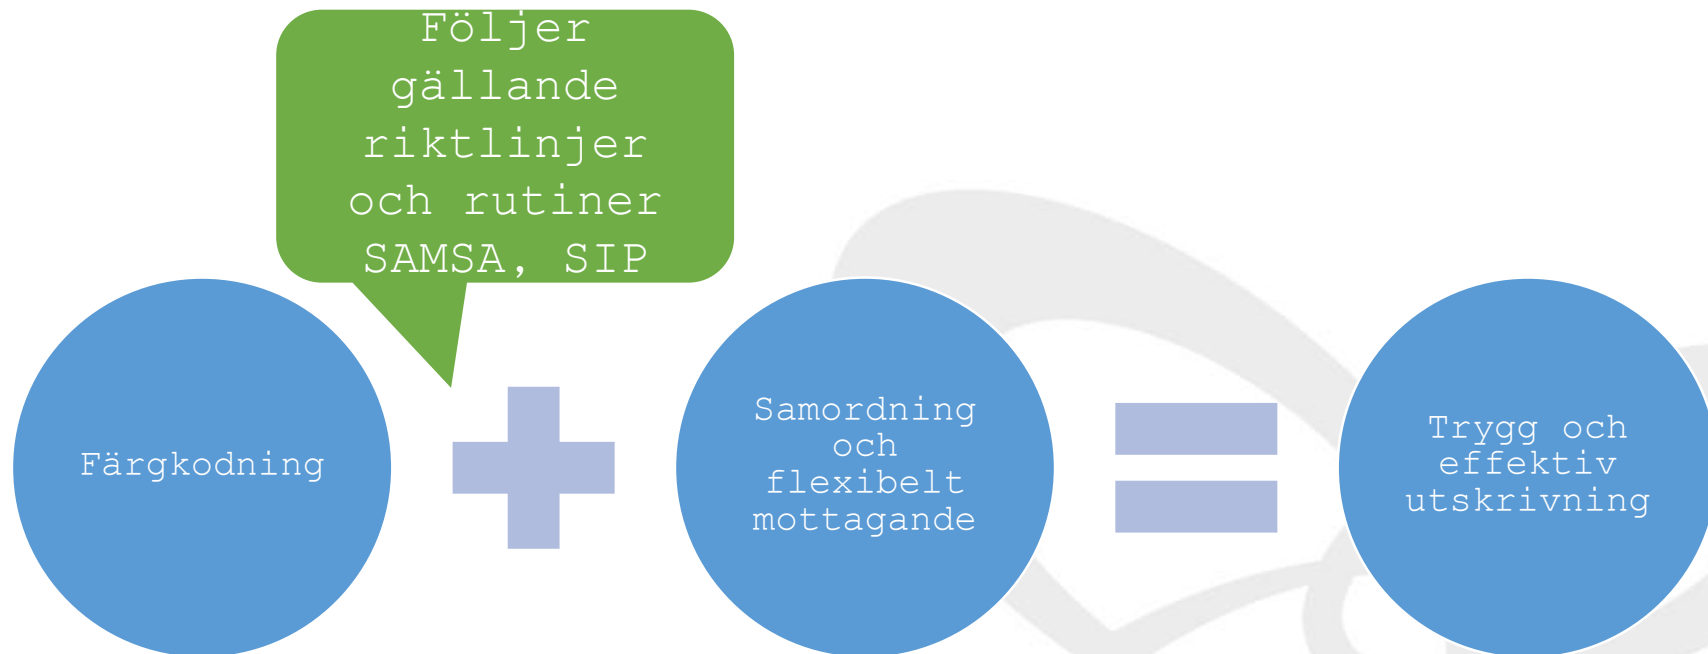 Följer
gällande
riktlinjer
och rutiner
SAMSA, SIP
Färgkodning
Samordning
och
flexibelt
mottagande
Trygg och
effektiv
utskrivning